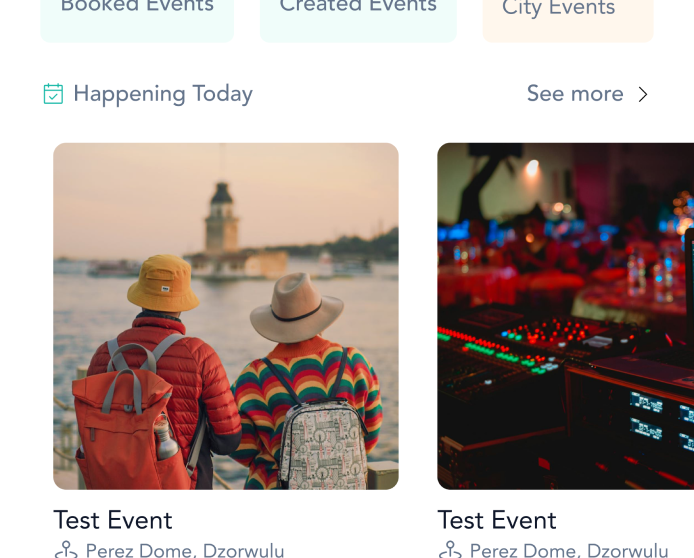 Booked Events Created Events City Events
Happening Today See more
Test Event Test Event
Perez Dome, Dzorwulu Perez Dome, Dzorwulu